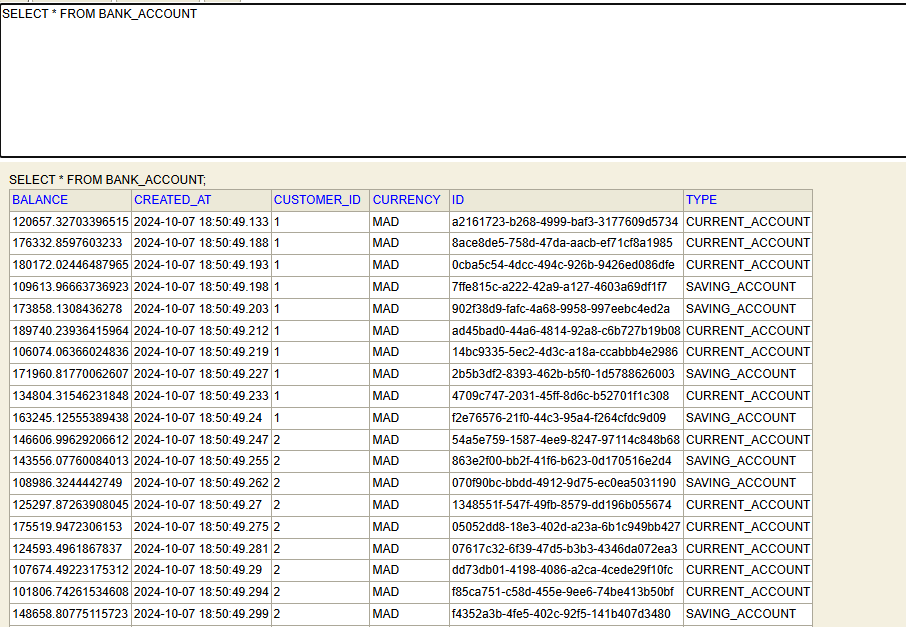 SELECT * FROM BANK_ACCOUNT
SELECT * FROM BANK_ACCOUNT;
BALANCE CREATED_AT CUSTOMER_ID CURRENCY ID TYPE
120657.32703396515 2024-10-07 18:50:49.133 1 MAD a2161723-b268-4999-baf3-3177609d5734 CURRENT_ACCOUNT
176332.8597603233 2024-10-07 18:50:49.188 1 MAD 8ace8de5-758d-47da-aacb-ef71cf8a1985 CURRENT_ACCOUNT
180172.02446487965 2024-10-07 18:50:49.193 1 MAD 0cba5c54-4dcc-494c-926b-9426ed086dfe CURRENT_ACCOUNT
109613.96663736923 2024-10-07 18:50:49.198 1 MAD 7ffe815c-a222-42a9-a127-4603a69df1f7 SAVING_ACCOUNT
173858.1308436278 2024-10-07 18:50:49.203 1 MAD 902f38d9-fafc-4a68-9958-997eebc4ed2a SAVING_ACCOUNT
189740.23936415964 2024-10-07 18:50:49.212 1 MAD ad45bad0-44a6-4814-92a8-c6b727b19b08 CURRENT_ACCOUNT
106074.06366024836 2024-10-07 18:50:49.219 1 MAD 14bc9335-5ec2-4d3c-a18a-ccabbb4e2986 CURRENT_ACCOUNT
171960.81770062607 2024-10-07 18:50:49.227 1 MAD 2b5b3df2-8393-462b-b5f0-1d5788626003 SAVING_ACCOUNT
134804.31546231848 2024-10-07 18:50:49.233 1 MAD 4709c747-2031-45ff-8d6c-b52701f1c308 CURRENT_ACCOUNT
163245.12555389438 2024-10-07 18:50:49.24 1 MAD f2e76576-21f0-44c3-95a4-f264cfdc9d09 SAVING_ACCOUNT
146606.99629206612 2024-10-07 18:50:49.247 2 MAD 54a5e759-1587-4ee9-8247-97114c848b68 CURRENT_ACCOUNT
143556.07760084013 2024-10-07 18:50:49.255 2 MAD 863e2f00-bb2f-41f6-b623-0d170516e2d4 SAVING_ACCOUNT
108986.3244442749 2024-10-07 18:50:49.262 2 MAD 070f90bc-bbdd-4912-9d75-ec0ea5031190 SAVING_ACCOUNT
125297.87263908045 2024-10-07 18:50:49.27 2 MAD 1348551f-547f-49fb-8579-dd196b055674 CURRENT_ACCOUNT
175519.9472306153 2024-10-07 18:50:49.275 2 MAD 05052dd8-18e3-402d-a23a-6b1c949bb427 CURRENT_ACCOUNT
124593.4961867837 2024-10-07 18:50:49.281 2 MAD 07617c32-6f39-47d5-b3b3-4346da072ea3 CURRENT_ACCOUNT
107674.49223175312 2024-10-07 18:50:49.29 2 MAD dd73db01-4198-4086-a2ca-4cede29f10fc CURRENT_ACCOUNT
101806.74261534608 2024-10-07 18:50:49.294 2 MAD f85ca751-c58d-455e-9ee6-74be413b50bf CURRENT_ACCOUNT
148658.80775115723 2024-10-07 18:50:49.299 2 MAD f4352a3b-4fe5-402c-92f5-141b407d3480 SAVING_ACCOUNT